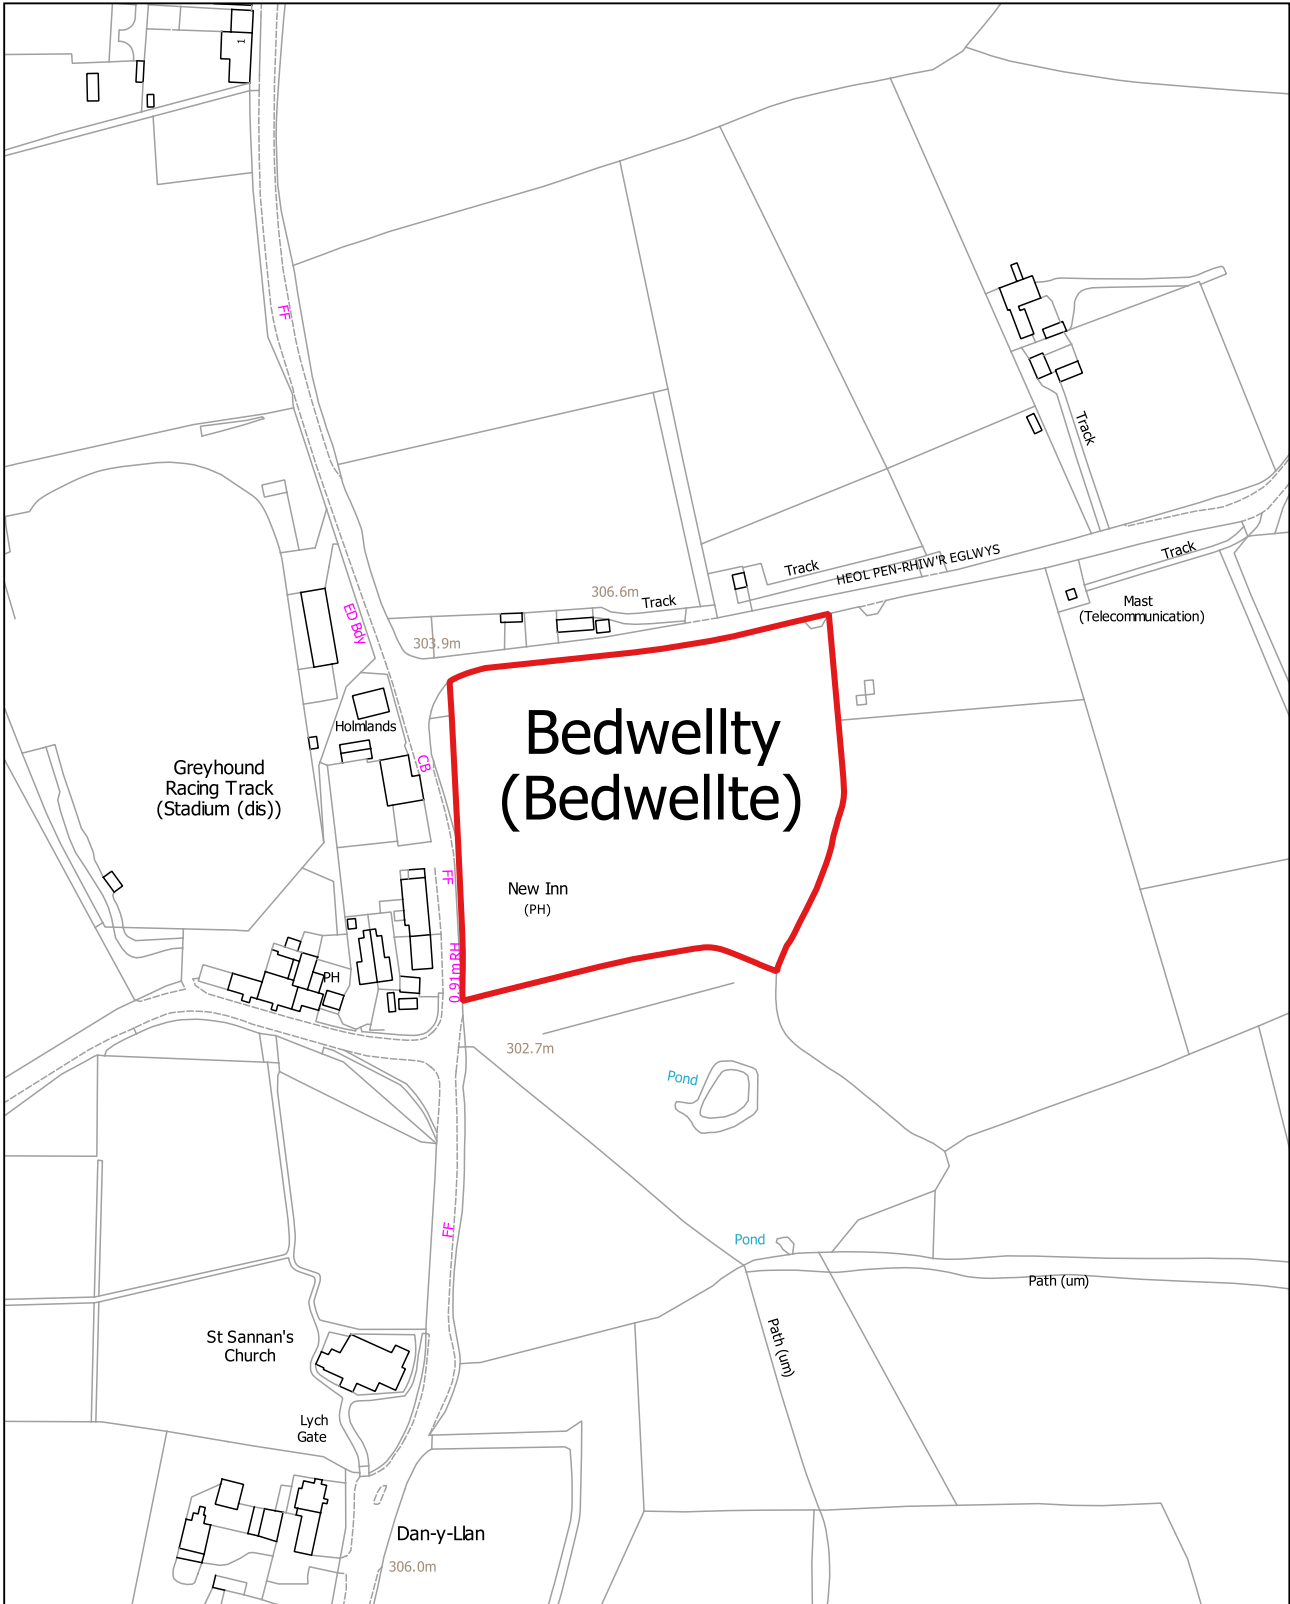 1
FF
Track
HEOL PEN-RHIW'R EGLWYS
Track
Track
306.6m
Track
Mast
(Telecommunication)
ED Bdy
303.9m
Holmlands
Bedwellty
(Bedwellte)
CB
Greyhound
Racing Track
(Stadium (dis))
FF
New Inn
(PH)
0.91m RH
PH
302.7m
Pond
FF
Pond
Path (um)
Path (um)
St Sannan's
Church
Lych
Gate
Dan-y-Llan
306.0m